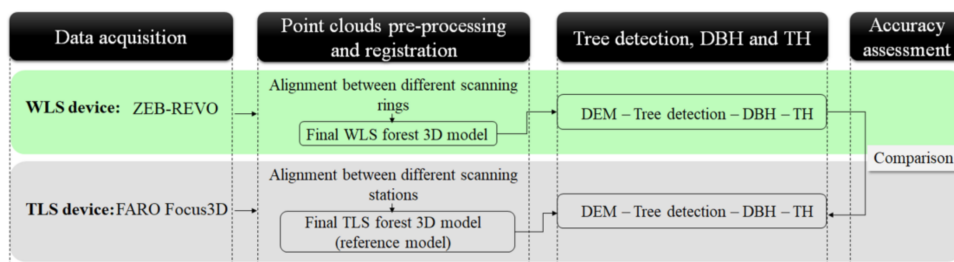 Data acquisition
Point clouds pre-processing
and registration
Tree detection, DBH and TH
Accuracy
assessment
WLS device: ZEB-REVO
Alignment between different scanning
rings
Final WLS forest 3D model
DEM – Tree detection – DBH – TH
Comparison
TLS device:FARO Focus3D
Alignment between different scanning
stations
Final TLS forest 3D model
(reference model)
DEM – Tree detection – DBH – TH